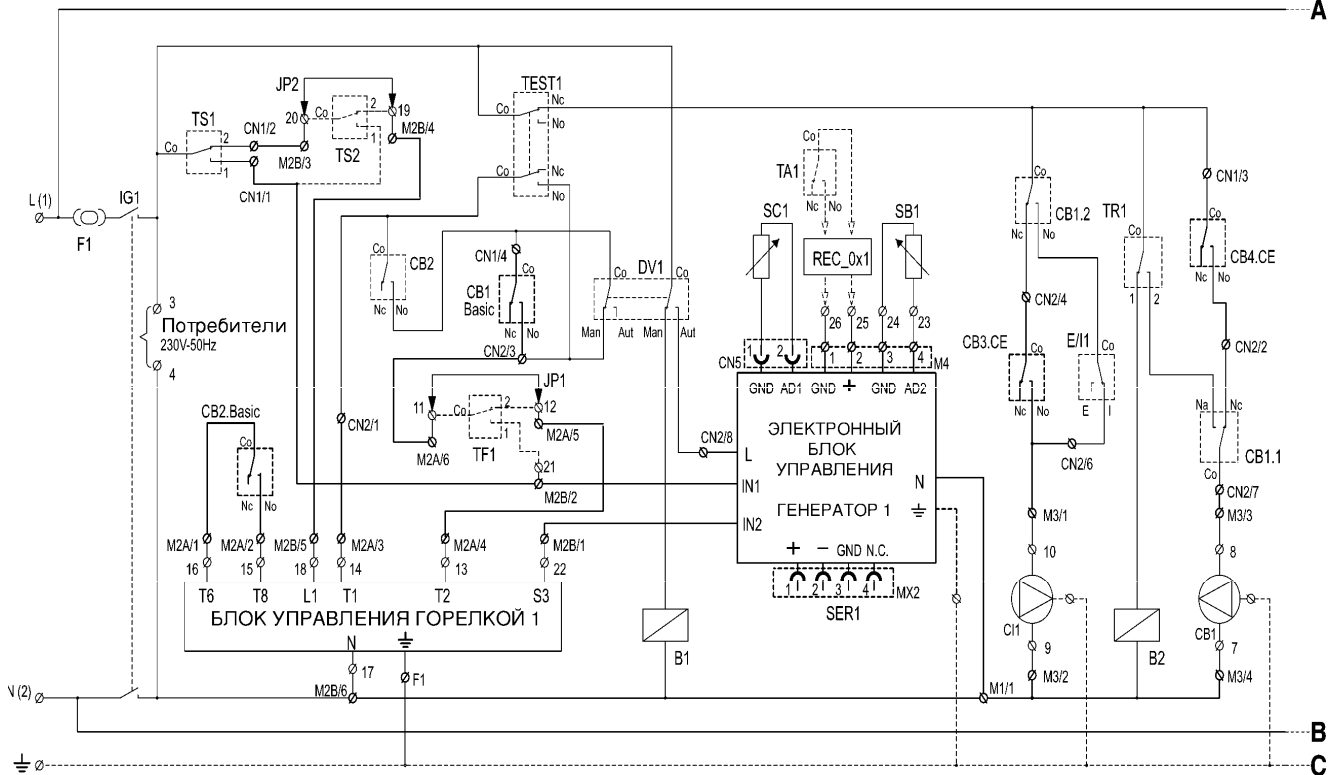 A
JP2
TEST1
Co
Nc
No
20
Co
2
19
TS1
CN1/2
M2B/4
1
TS2
Co
2
1
M2B/3
CN1/1
Co
Nc
No
Co
TA1
Nc No
CN1/3
L (1)
IG1
F1
SC1
SB1
Co
CB1.2
Nc No
TR1
Co
CB4.CE
Nc No
Co
CB2
Nc No
CN1/4
Co
CB1
Basic
Nc No
DV1
Co Co
Man Aut Man Aut
REC_0x1
Co
1 2
3
Потребители
230V-50Hz
4
26 25 24 23
CN2/4
CB3.CE
Co
Nc No
E/I1
Co
E I
CN2/2
CN2/3
CN5
1 2
1 2 3 4
M4
GND AD1 GND + GND AD2
JP1
11
Co
2
12
1
M2A/5
TF1
M2A/6
21
M2B/2
CB2.Basic
Co
Nc No
CN2/1
CN2/8
L
ЭЛЕКТРОННЫЙ
БЛОК
УПРАВЛЕНИЯ
N
IN1
ГЕНЕРАТОР 1
IN2
+ − GND N.C.
1 2 3 4
MX2
SER1
CN2/6
Na Nc
CB1.1
Co
CN2/7
M3/1
M3/3
M2A/1 M2A/2 M2B/5 M2A/3 M2A/4 M2B/1
16 15 18 14 13 22
10
8
T6 T8 L1 T1 T2 S3
БЛОК УПРАВЛЕНИЯ ГОРЕЛКОЙ 1
N
CI1
CB1
B1
B2
9
7
17
F1
M3/2
M3/4
N (2)
M2B/6
M1/1
B
C